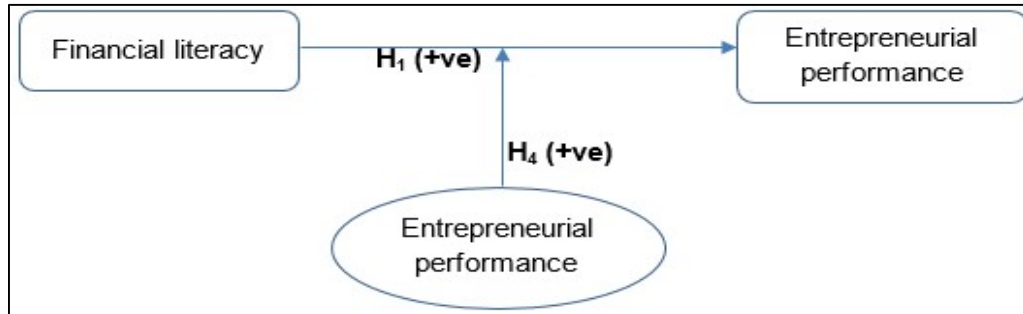 Financial literacy
H₁ (+ve)
Entrepreneurial
performance
H₄ (+ve)
Entrepreneurial
performance